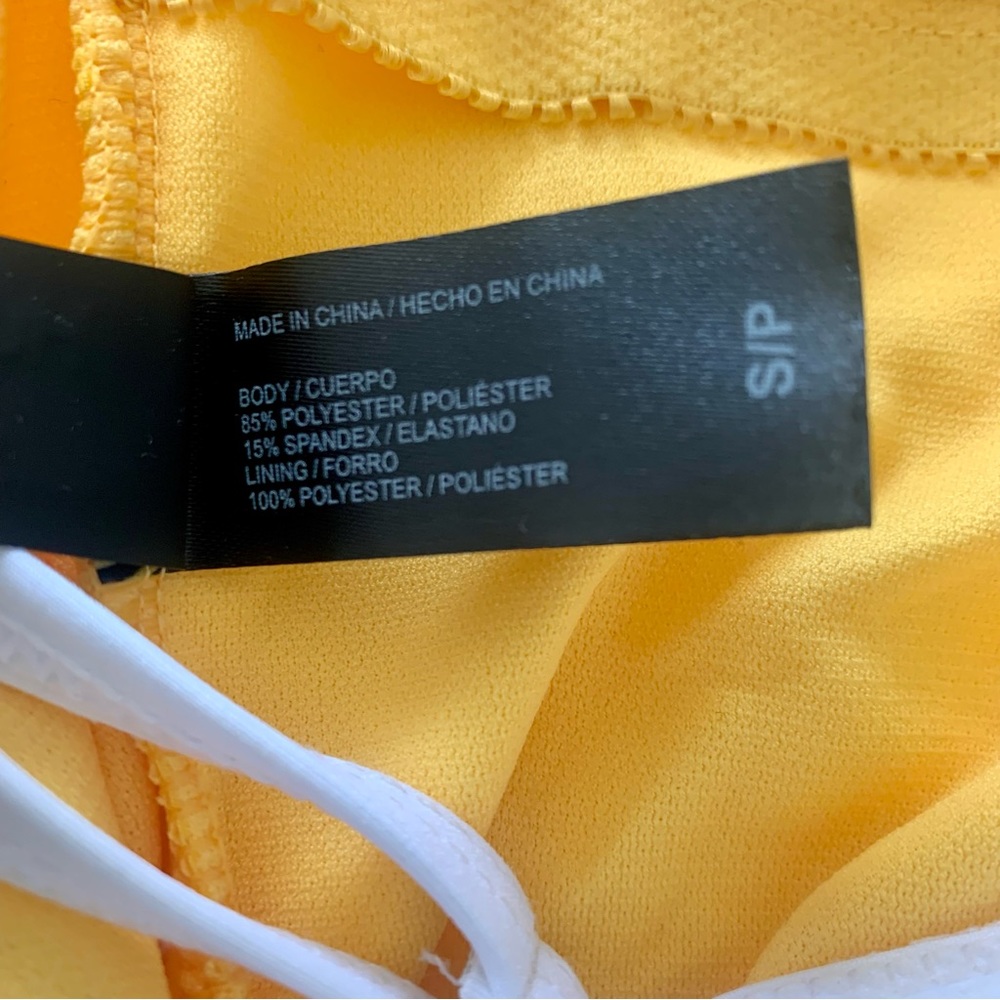 MADE IN CHINA / HECHO EN CHINA
BODY / CUERPO
85% POLYESTER / POLIÉSTER
15% SPANDEX / ELASTANO
LINING / FORRO
100% POLYESTER / POLIÉSTER
S/P